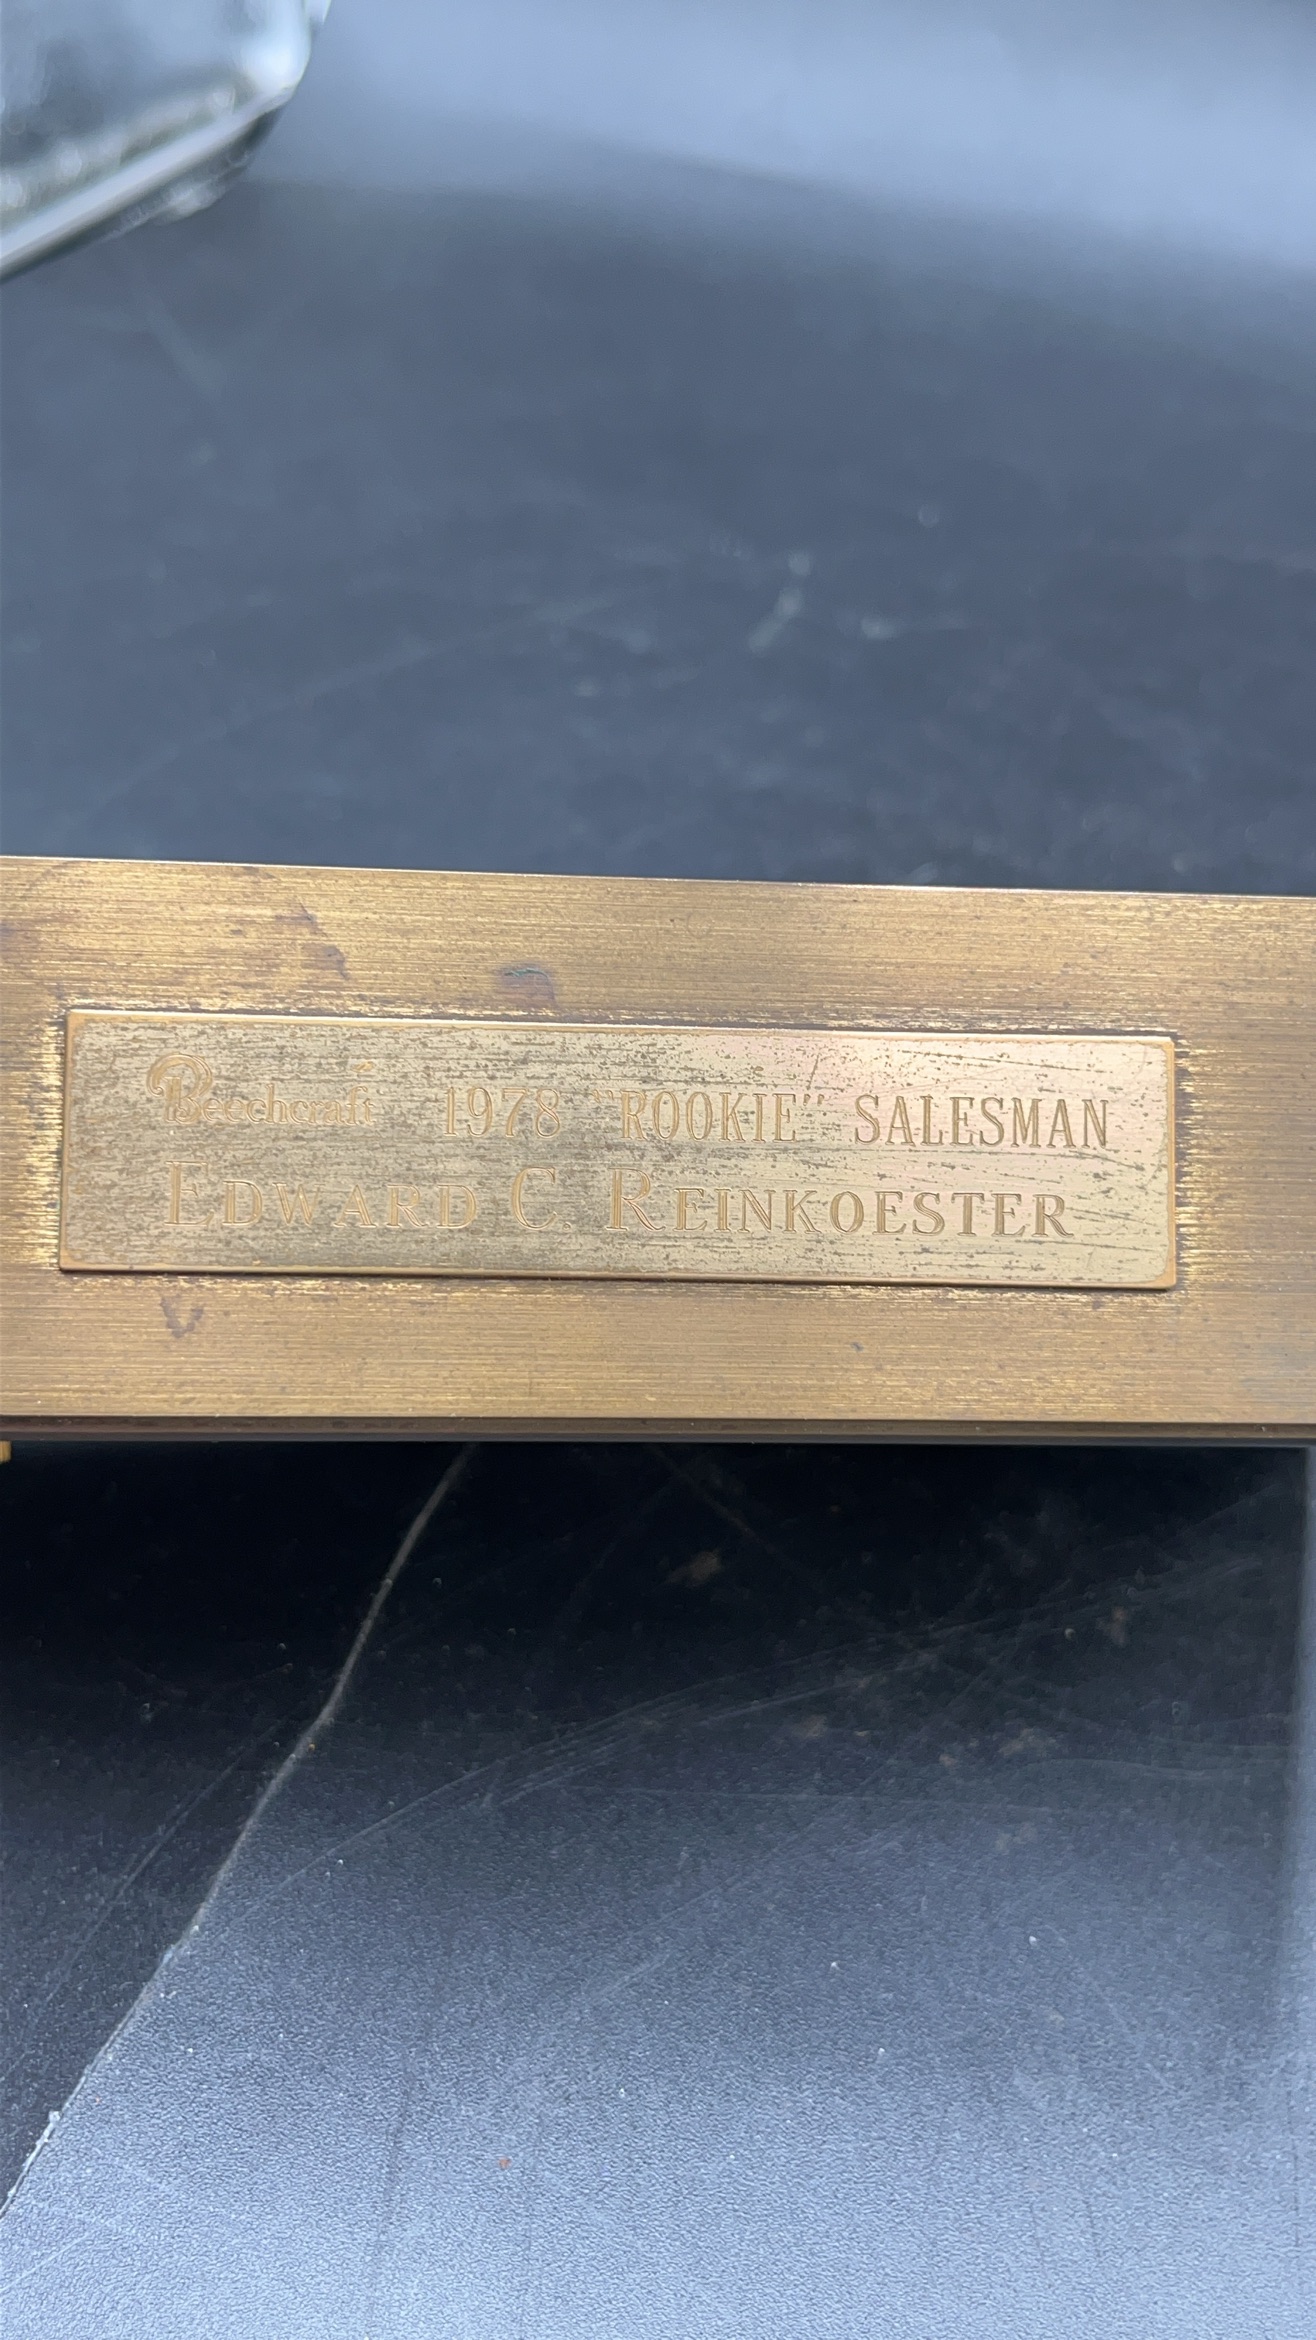 Beechcraft 1978 "ROOKIE" SALESMAN
EDWARD C. REINKOESTER